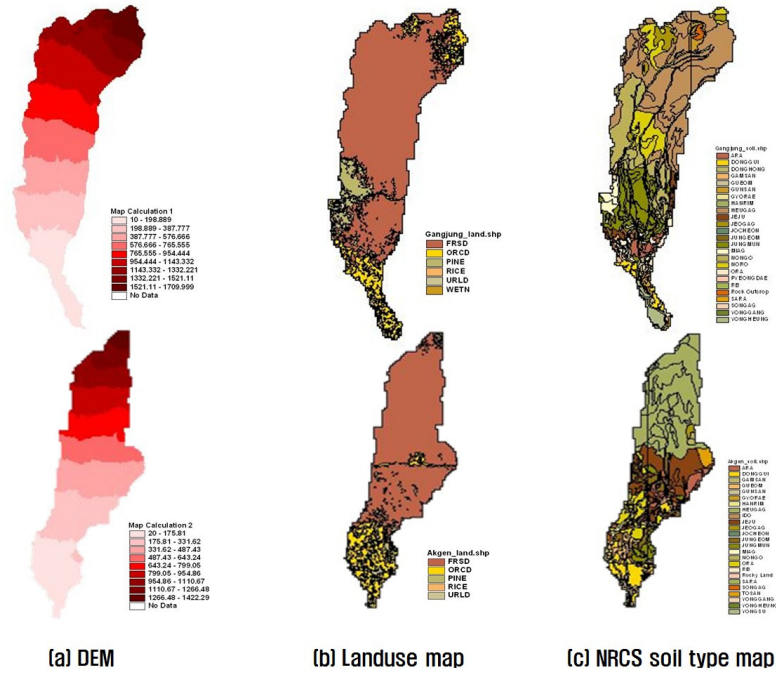 Map Calculation 1
10 - 198.889
198.889 - 387.777
387.777 - 576.666
576.666 - 765.555
765.555 - 954.444
954.444 - 1143.332
1143.332 - 1332.221
1332.221 - 1521.11
1521.11 - 1709.999
No Data
Gangjung_land.shp
FRSD
ORCD
PINE
RICE
URLD
WETN
Gangjung_soil.shp
ARA
DONGGUI
DONGHONG
GAMSAN
GUEOM
GUNSAN
GYORAE
HANRIM
HEUGAG
JEJU
JEOGAG
JOCHEON
JUNGEOM
JUNGMUN
MIAG
NONGO
NORO
ORA
PYEONGDAE
Rock Outcrop
SARA
SONGAG
YONGGANG
YONGHEUNG
Map Calculation 2
20 - 175.81
175.81 - 331.62
331.62 - 487.43
487.43 - 643.24
643.24 - 799.05
799.05 - 954.86
954.86 - 1110.67
1110.67 - 1266.48
1266.48 - 1422.29
No Data
Akgen_land.shp
FRSD
ORCD
PINE
RICE
URLD
Akgen_soil.shp
ARA
DONGGUI
GAMSAN
GUEOM
GUNSAN
GYORAE
HANRIM
HEUGAG
IDO
JEJU
JEOGAG
JOCHEON
JUNGEOM
JUNGMUN
MIAG
NONGO
ORA
Rocky Land
SARA
SONGAG
TOSAN
YONGGANG
YONGHEUNG
YONGSU
(a) DEM
(b) Landuse map
(c) NRCS soil type map